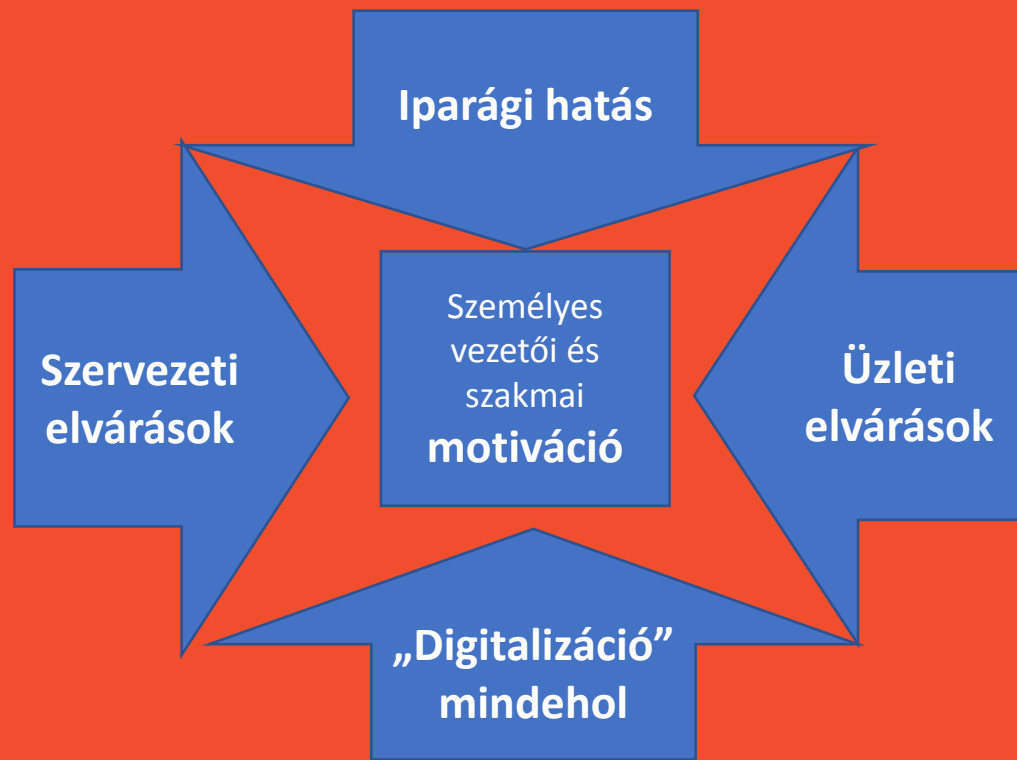 Iparági hatás
Szervezeti
elvárások
Személyes
vezetői és
szakmai
motiváció
Üzleti
elvárások
„Digitalizáció”
mindehol